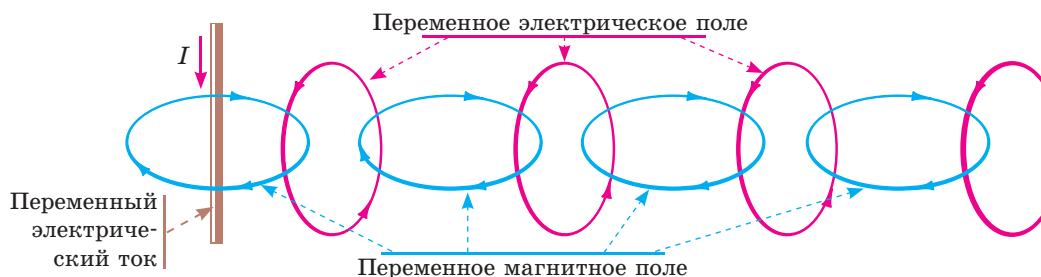 Переменное электрическое поле
I
Переменный
электриче-
ский ток
Переменное магнитное поле